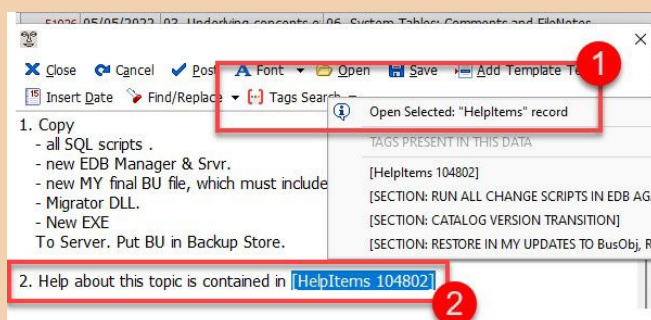 51026 05/05/2022 03. Underlying concepts o 06. System Tables: Comments and FileNotes
Close Cancel Post Font Open Save Add Template Te
1
15 Insert Date Find/Replace Tags Search
Open Selected: "HelpItems" record
TAGS PRESENT IN THIS DATA
[HelpItems 104802]
[SECTION: RUN ALL CHANGE SCRIPTS IN EDB AG
[SECTION: CATALOG VERSION TRANSITION]
[SECTION: RESTORE IN MY UPDATES TO BusObj, R
1. Copy
- all SQL scripts .
- new EDB Manager & Srvr.
- new MY final BU file, which must include
- Migrator DLL.
- New EXE
To Server. Put BU in Backup Store.
2. Help about this topic is contained in [HelpItems 104802]
2